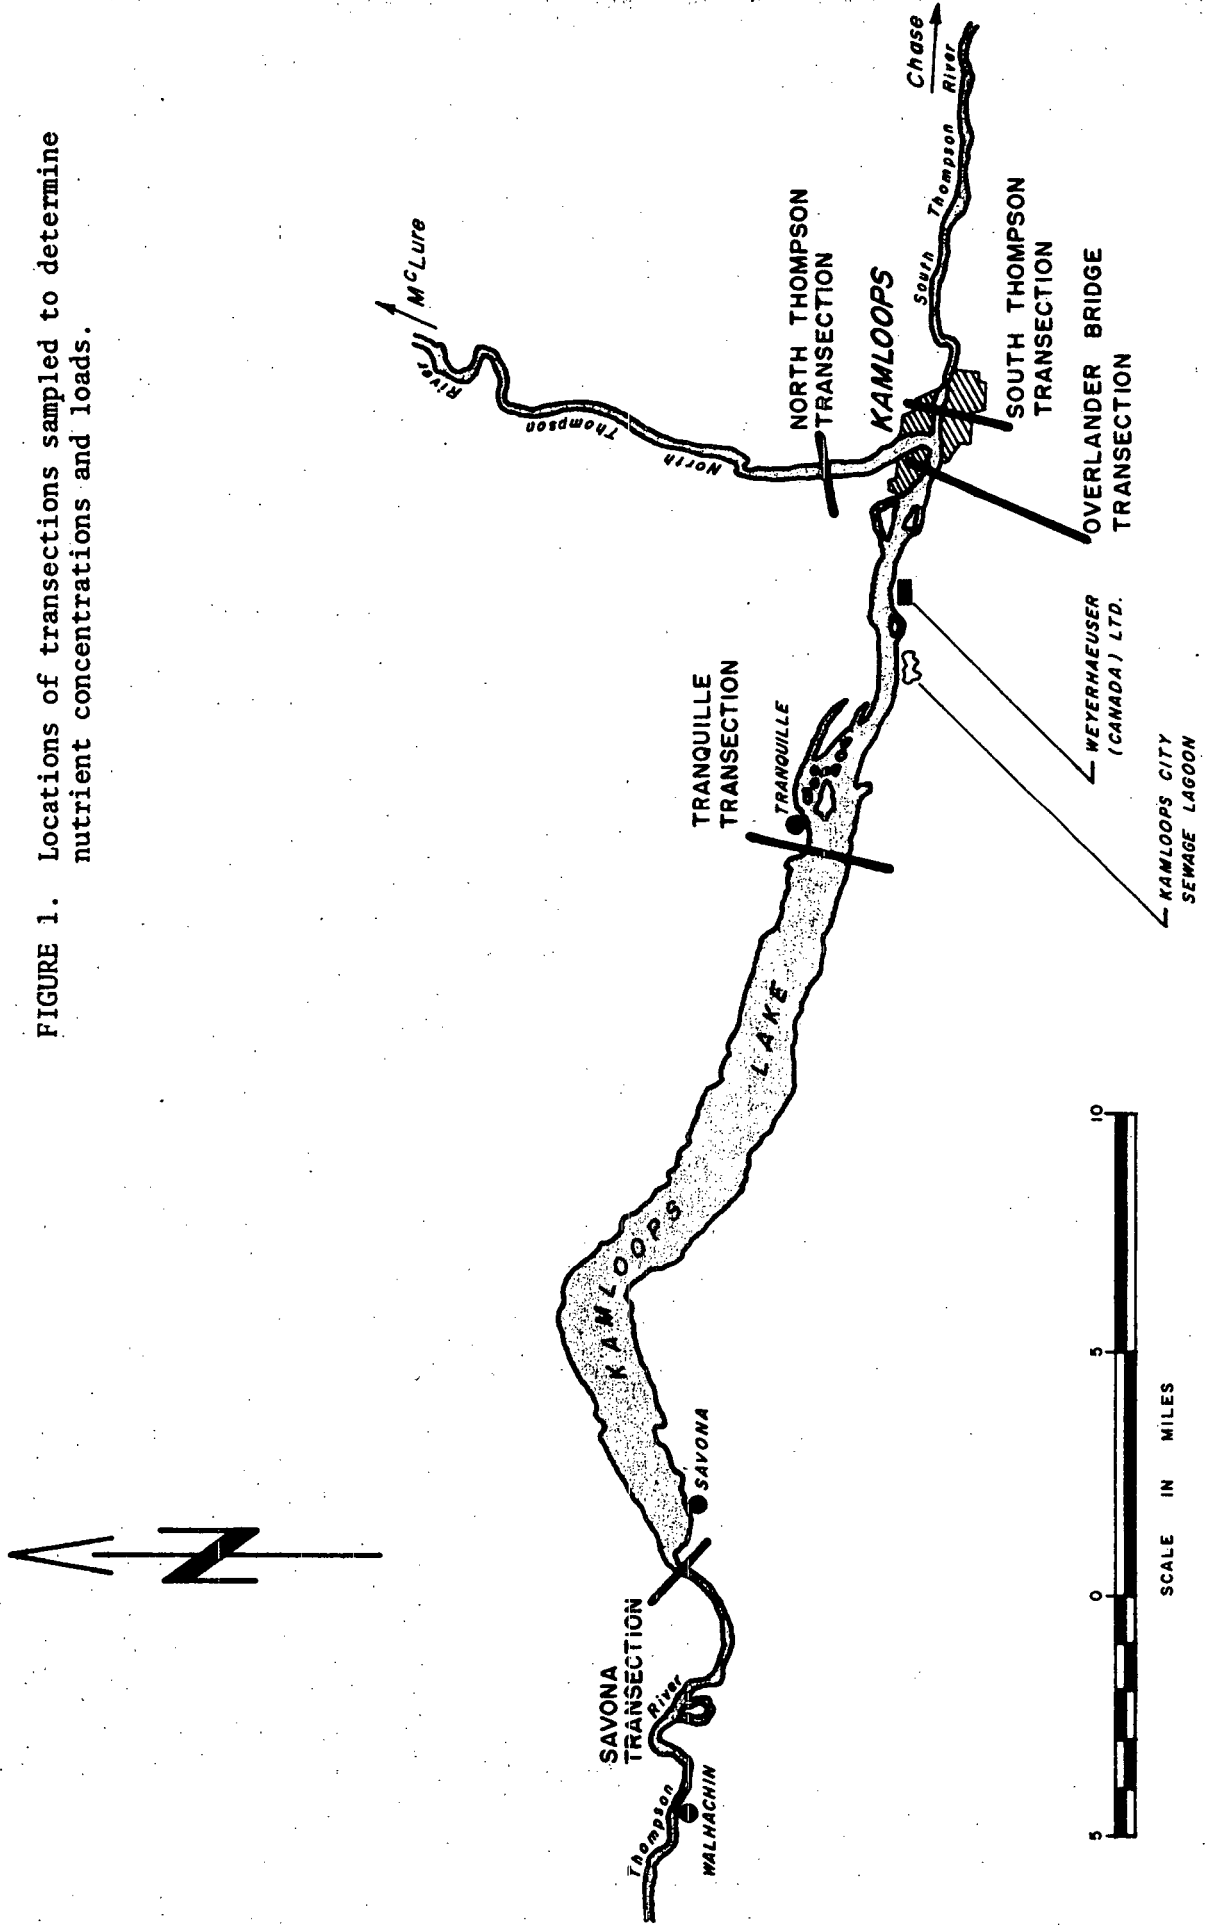 FIGURE 1. Locations of transections sampled to determine
nutrient concentrations and loads.
N
McLure
Chase
River
South Thompson
North Thompson River
NORTH THOMPSON
TRANSECTION
KAMLOOPS
SOUTH THOMPSON
TRANSECTION
OVERLANDER BRIDGE
TRANSECTION
TRANQUILLE
TRANSECTION
TRANQUILLE
WEYERHAEUSER
(CANADA) LTD.
KAMLOOPS CITY
SEWAGE LAGOON
KAMLOOPS LAKE
SAVONA
SAVONA
TRANSECTION
Thompson River
WALHACHIN
5 0 5 10
SCALE IN MILES